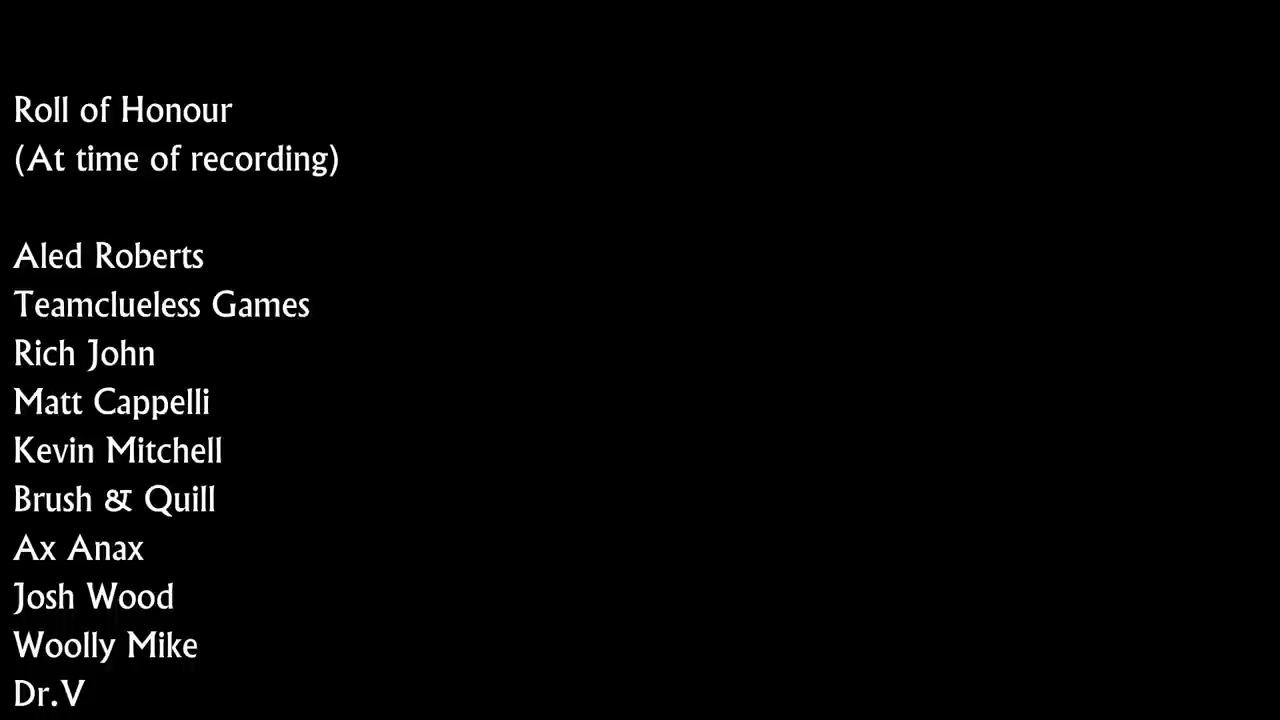 Roll of Honour
(At time of recording)
Aled Roberts
Teamclueless Games
Rich John
Matt Cappelli
Kevin Mitchell
Brush & Quill
Ax Anax
Josh Wood
Woolly Mike
Dr.V